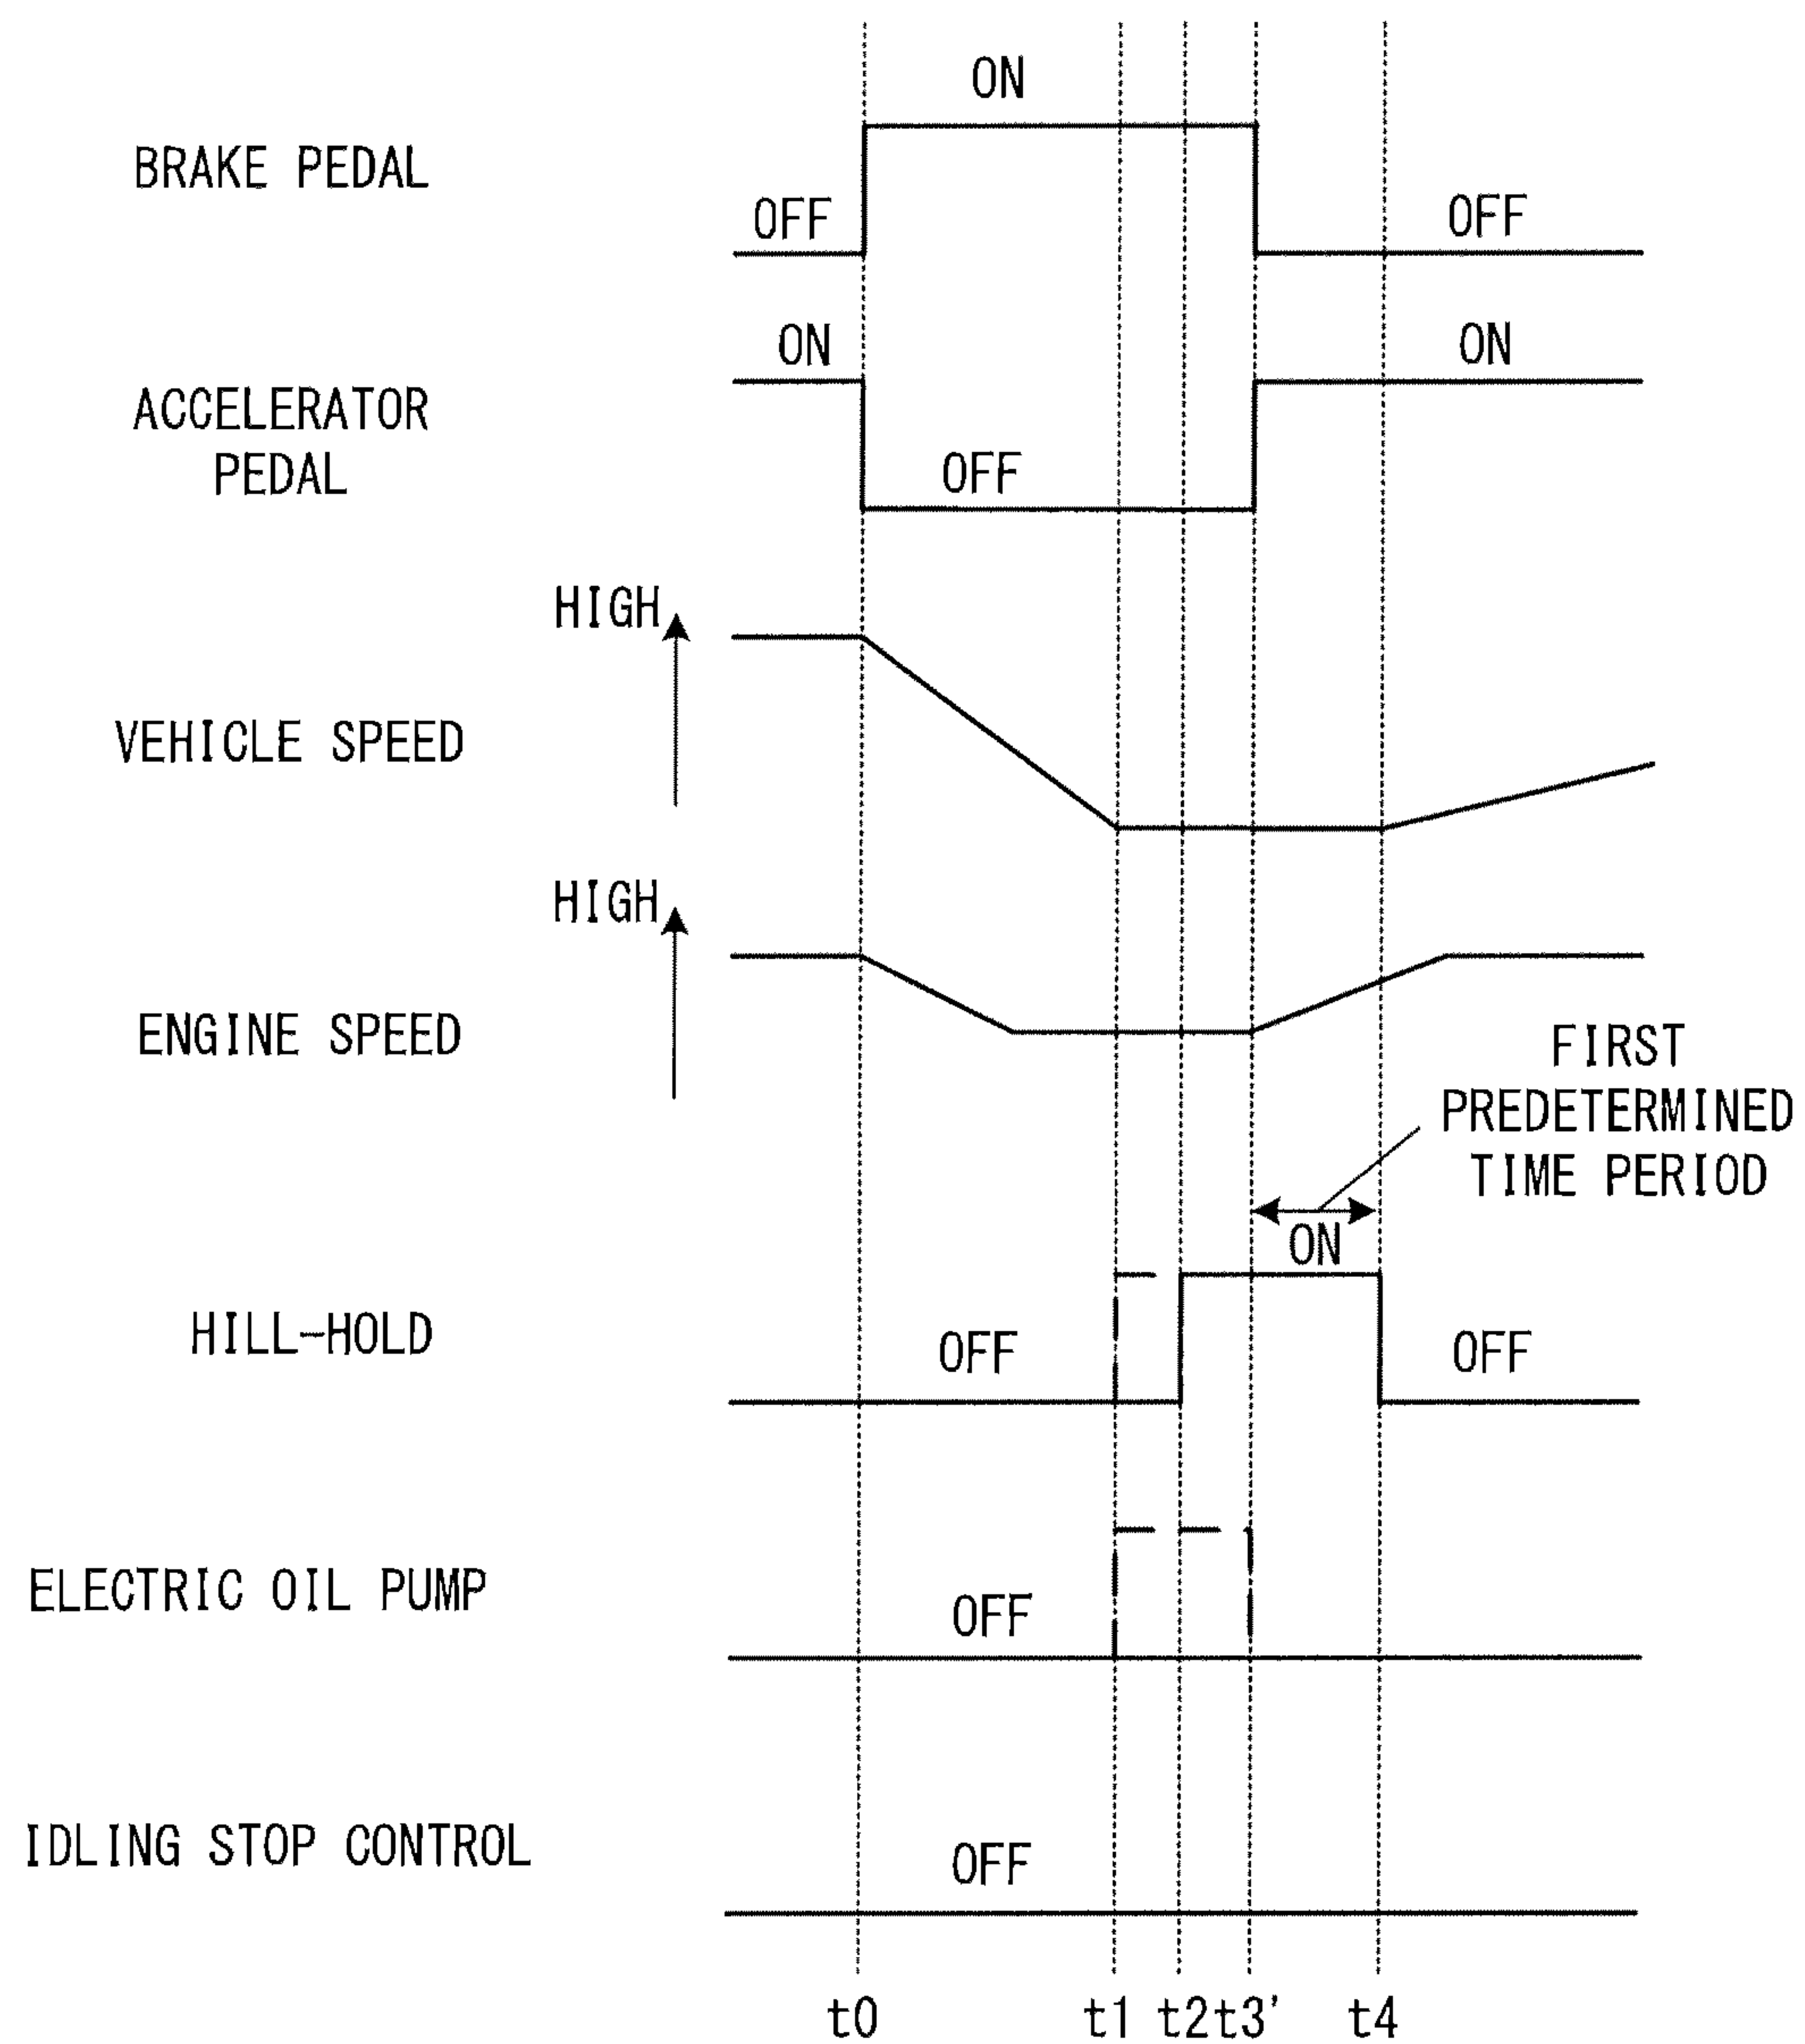 ON
BRAKE PEDAL
OFF
OFF
ON
ON
ACCELERATOR
PEDAL
OFF
HIGH
VEHICLE SPEED
HIGH
ENGINE SPEED
FIRST
PREDETERMINED
TIME PERIOD
ON
HILL-HOLD
OFF
OFF
ELECTRIC OIL PUMP
OFF
IDLING STOP CONTROL
OFF
t0 t1 t2 t3' t4